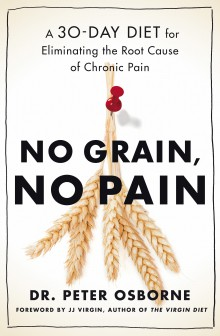 A 30-DAY DIET for
Eliminating the Root Cause
of Chronic Pain
NO GRAIN,
NO PAIN
DR. PETER OSBORNE
FOREWORD BY JJ VIRGIN, AUTHOR OF THE VIRGIN DIET